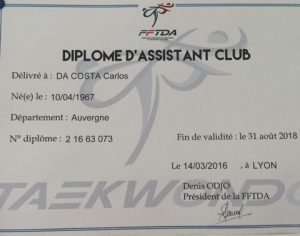 FFTDA
DIPLOME D'ASSISTANT CLUB
Délivré à : DA COSTA Carlos
Né(e) le : 10/04/1967
Département : Auvergne
N° diplôme : 2 16 63 073 Fin de validité : le 31 août 2018
Le 14/03/2016 , à LYON
Denis ODJO
Président de la FFTDA
TAEKWONDO